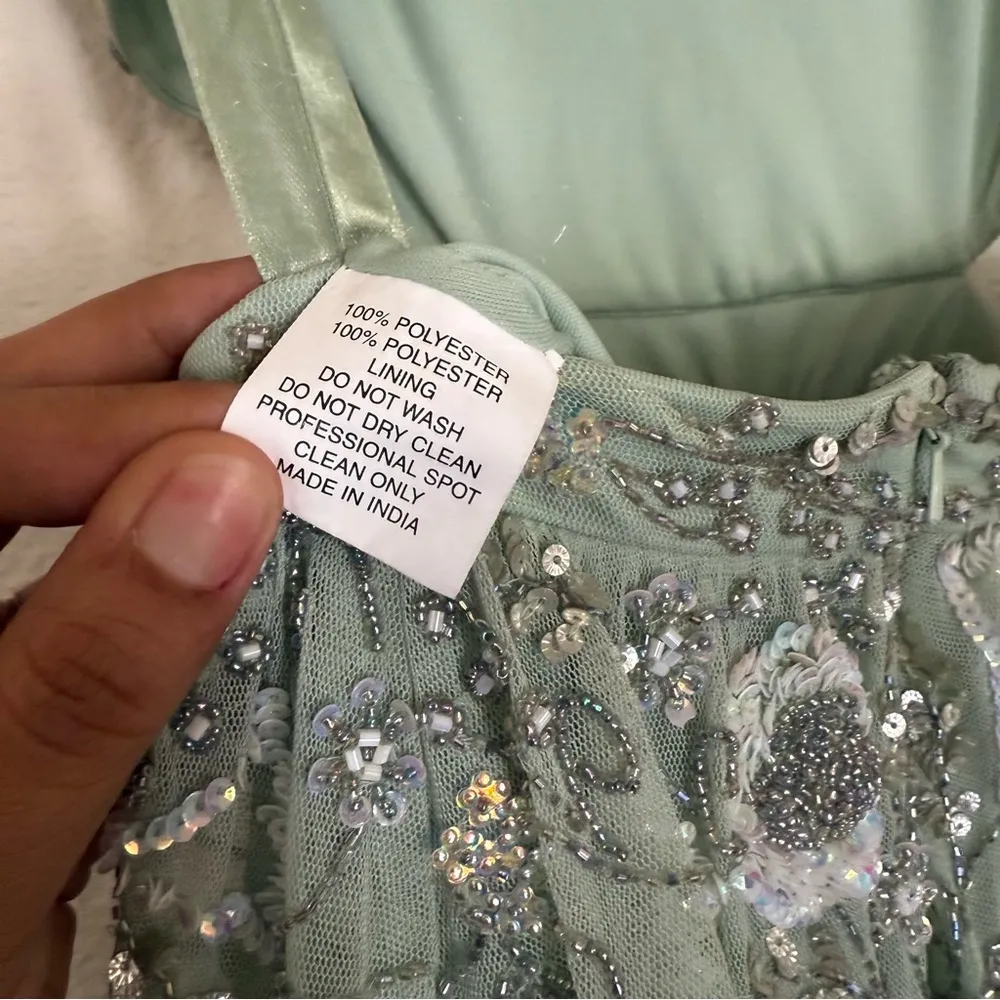 100% POLYESTER
100% POLYESTER
LINING
DO NOT WASH
DO NOT DRY CLEAN
PROFESSIONAL SPOT
CLEAN ONLY
MADE IN INDIA